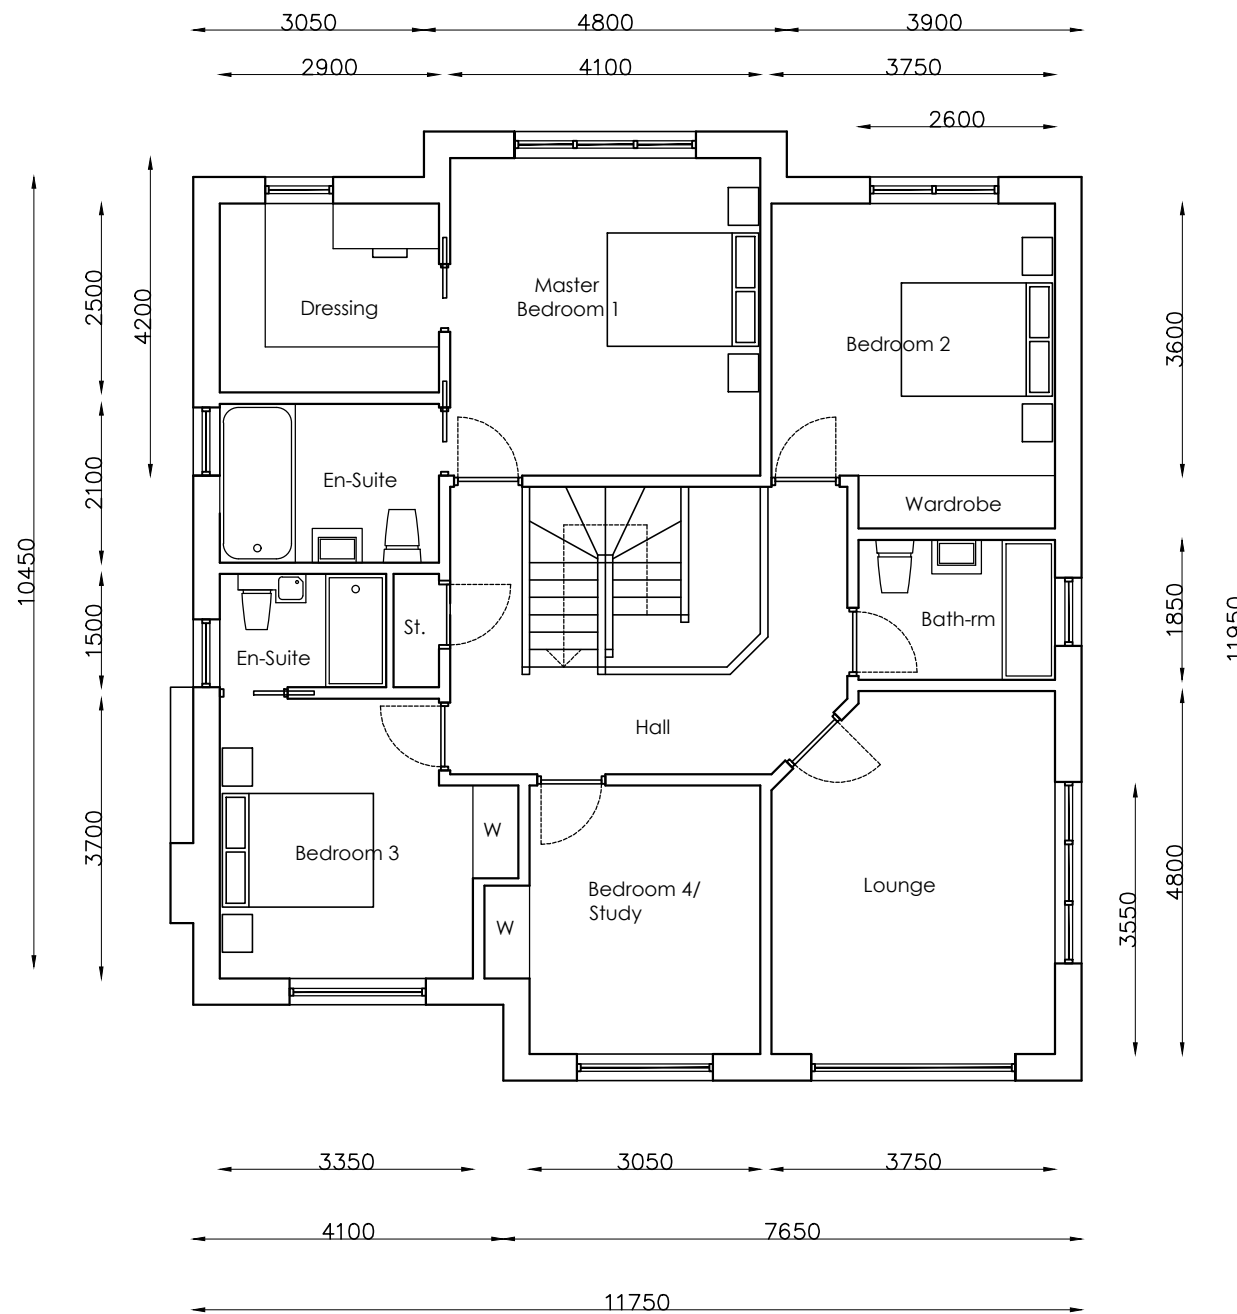 3050
4800
3900
2900
4100
3750
2600
Master
Bedroom 1
Dressing
Bedroom 2
2500
4200
3600
En-Suite
Wardrobe
2100
10450
1500
St.
Bath-rm
1850
11950
En-Suite
Hall
3700
W
Bedroom 3
Bedroom 4/
Study
Lounge
4800
3550
W
3350
3050
3750
4100
7650
11750